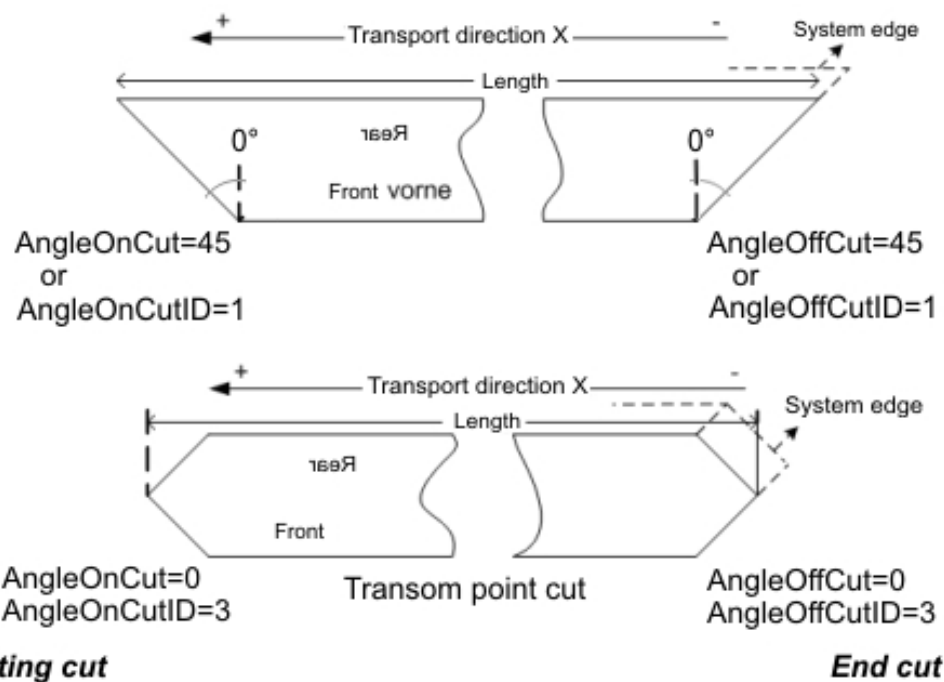 + Transport direction X -
System edge
Length
0° Rear 0°
Front vorne
AngleOnCut=45 AngleOffCut=45
or or
AngleOnCutID=1 AngleOffCutID=1
+ Transport direction X -
System edge
Length
Rear
Front
AngleOnCut=0 Transom point cut AngleOffCut=0
AngleOnCutID=3 AngleOffCutID=3
ting cut End cut